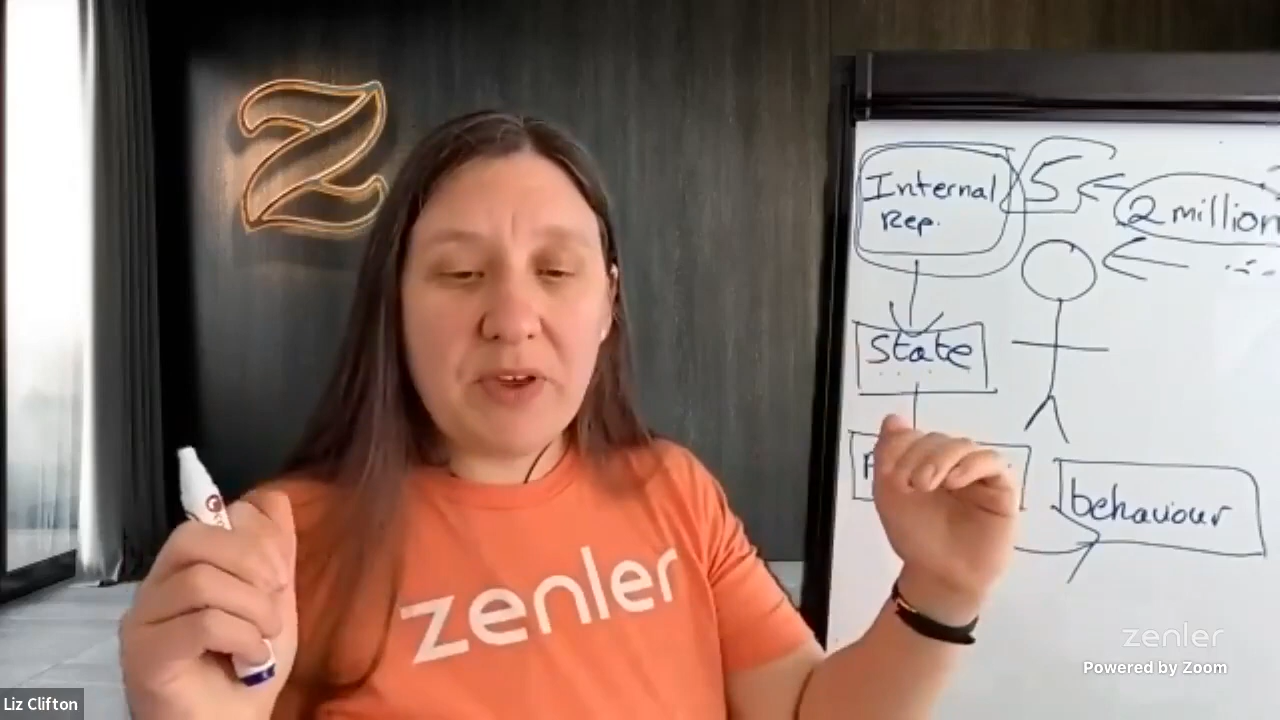 Internal
Rep.
5
2 million
State
behaviour
zenler
zenler
Powered by Zoom
Liz Clifton